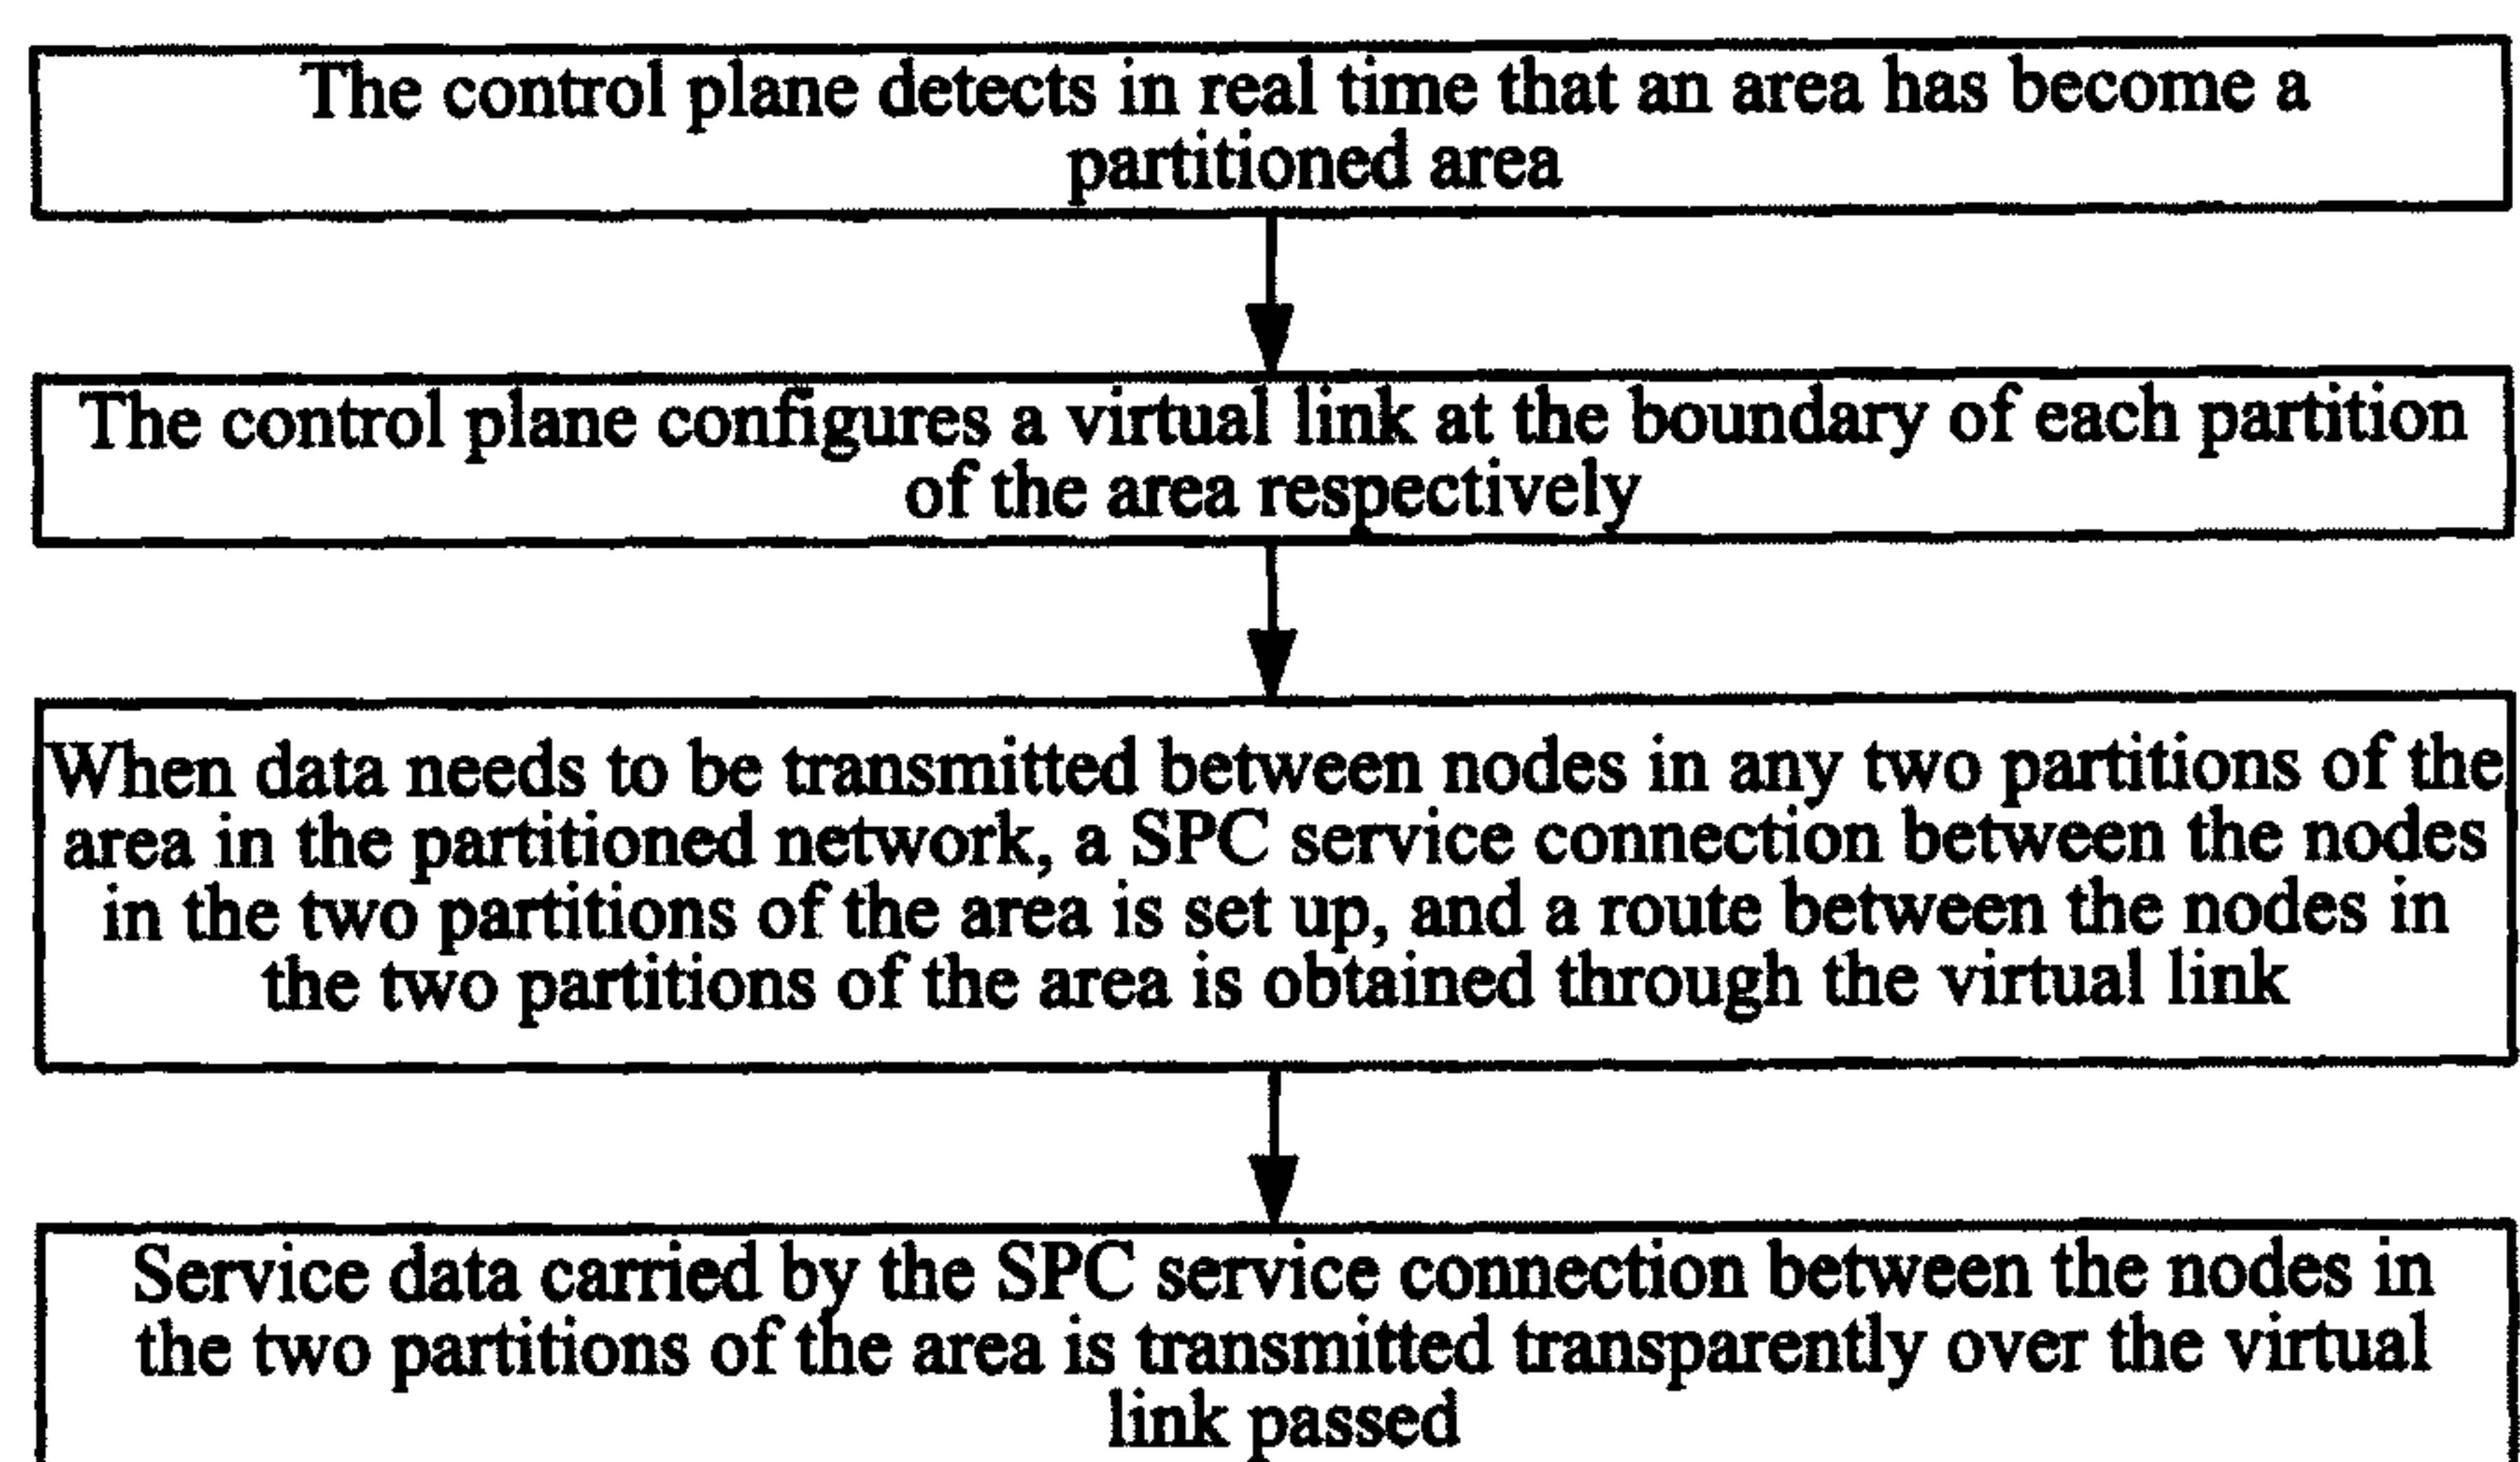 The control plane detects in real time that an area has become a
partitioned area
The control plane configures a virtual link at the boundary of each partition
of the area respectively
When data needs to be transmitted between nodes in any two partitions of the
area in the partitioned network, a SPC service connection between the nodes
in the two partitions of the area is set up, and a route between the nodes in
the two partitions of the area is obtained through the virtual link
Service data carried by the SPC service connection between the nodes in
the two partitions of the area is transmitted transparently over the virtual
link passed